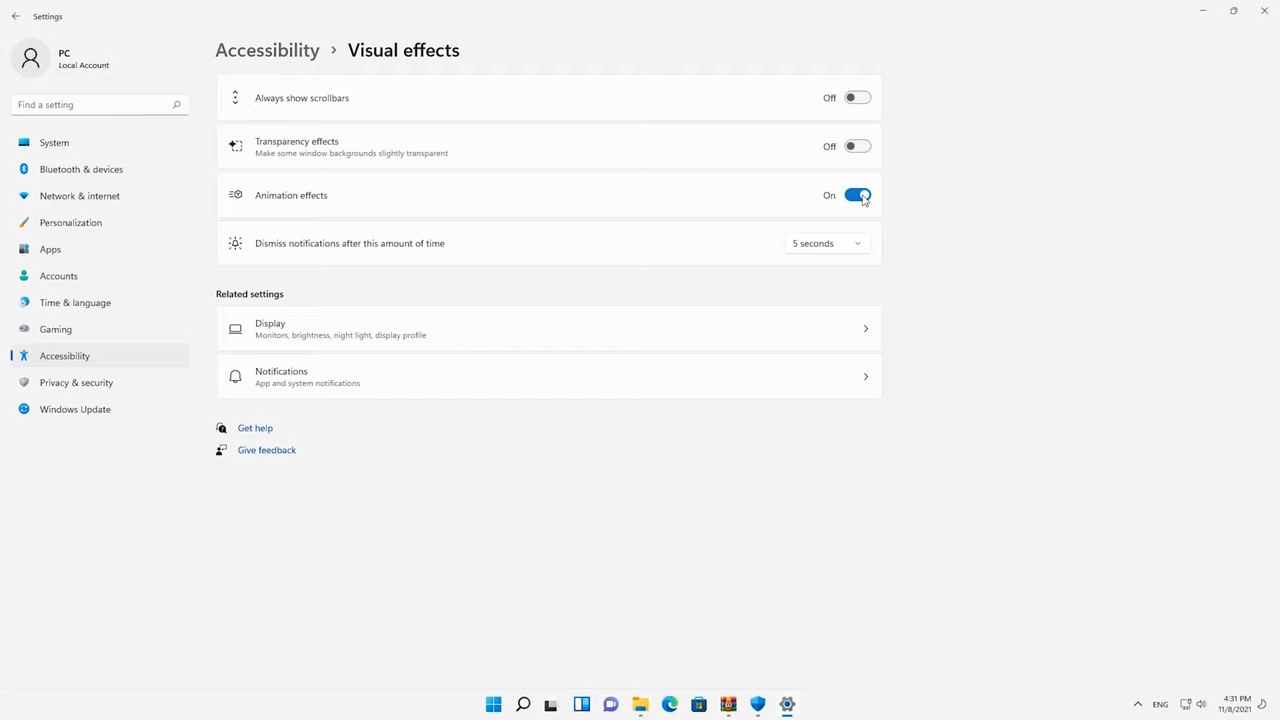 Settings
PC
Local Account
Find a setting
System
Bluetooth & devices
Network & internet
Personalization
Apps
Accounts
Time & language
Gaming
Accessibility
Privacy & security
Windows Update
Accessibility > Visual effects
Always show scrollbars Off
Transparency effects
Make some window backgrounds slightly transparent
Off
Animation effects On
Dismiss notifications after this amount of time 5 seconds
Related settings
Display
Monitors, brightness, night light, display profile
Notifications
App and system notifications
Get help
Give feedback
ENG
4:31 PM
11/8/2021